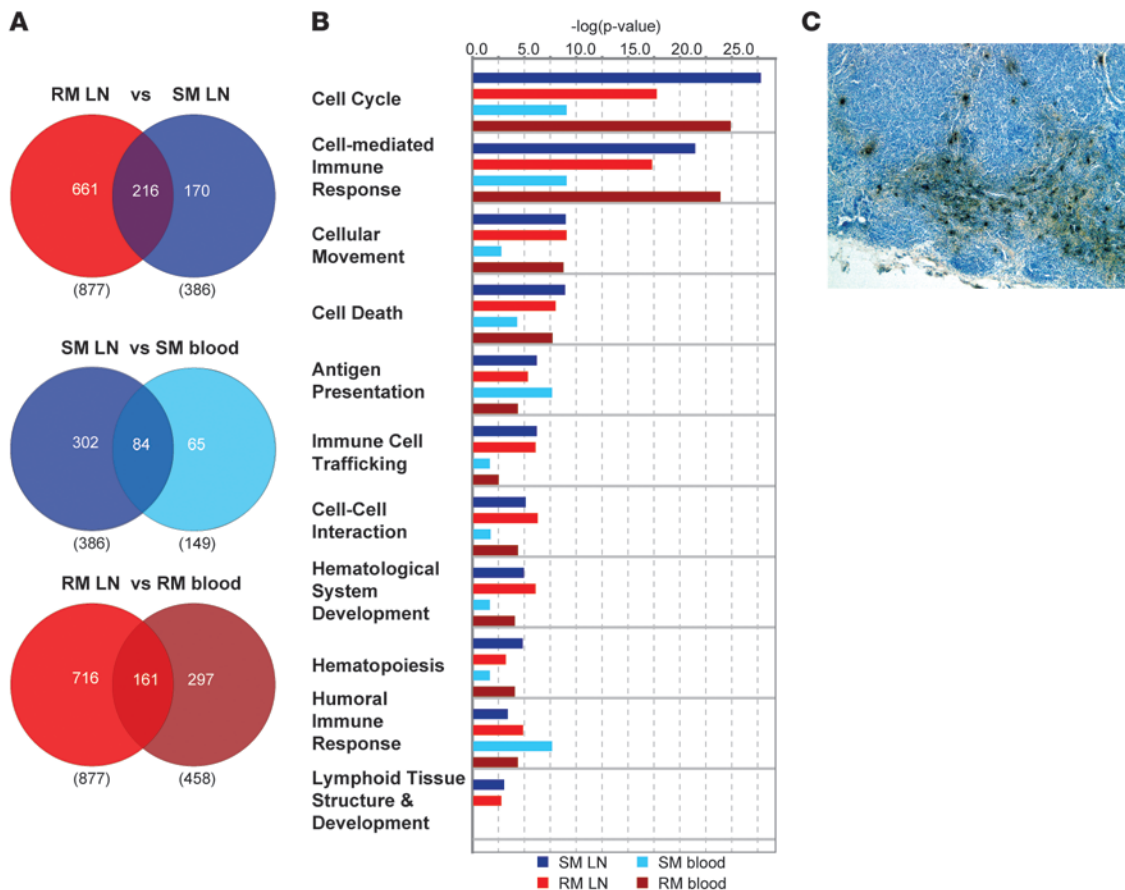 A
RM LN vs SM LN
661 216 170
(877) (386)
SM LN vs SM blood
302 84 65
(386) (149)
RM LN vs RM blood
716 161 297
(877) (458)
B
-log(p-value)
0.0 5.0 10.0 15.0 20.0 25.0
Cell Cycle
Cell-mediated
Immune
Response
Cellular
Movement
Cell Death
Antigen
Presentation
Immune Cell
Trafficking
Cell-Cell
Interaction
Hematological
System
Development
Hematopoiesis
Humoral
Immune
Response
Lymphoid Tissue
Structure &
Development
SM LN SM blood
RM LN RM blood
C